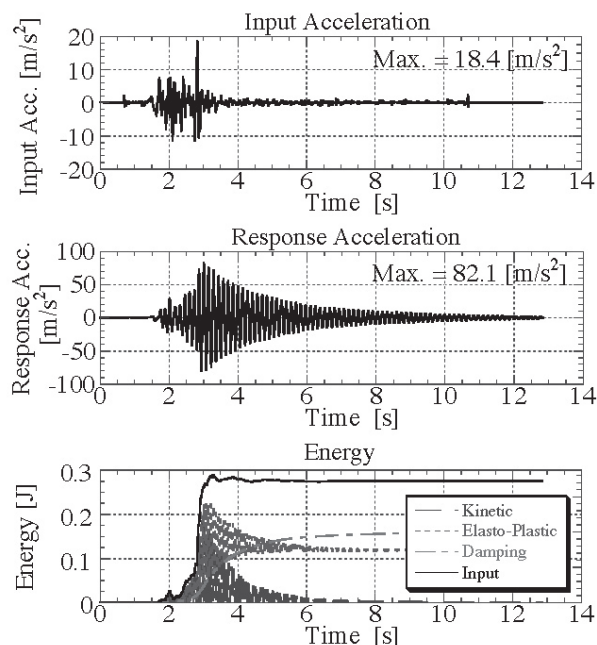 Input Acceleration
Max. = 18.4 [m/s²]
Input Acc. [m/s²]
20
10
0
-10
-20
0 2 4 6 8 10 12 14
Time [s]
Response Acceleration
Max. = 82.1 [m/s²]
Response Acc. [m/s²]
100
50
0
-50
-100
0 2 4 6 8 10 12 14
Time [s]
Energy
Energy [J]
0.3
0.2
0.1
0
Kinetic
Elasto-Plastic
Damping
Input
0 2 4 6 8 10 12 14
Time [s]